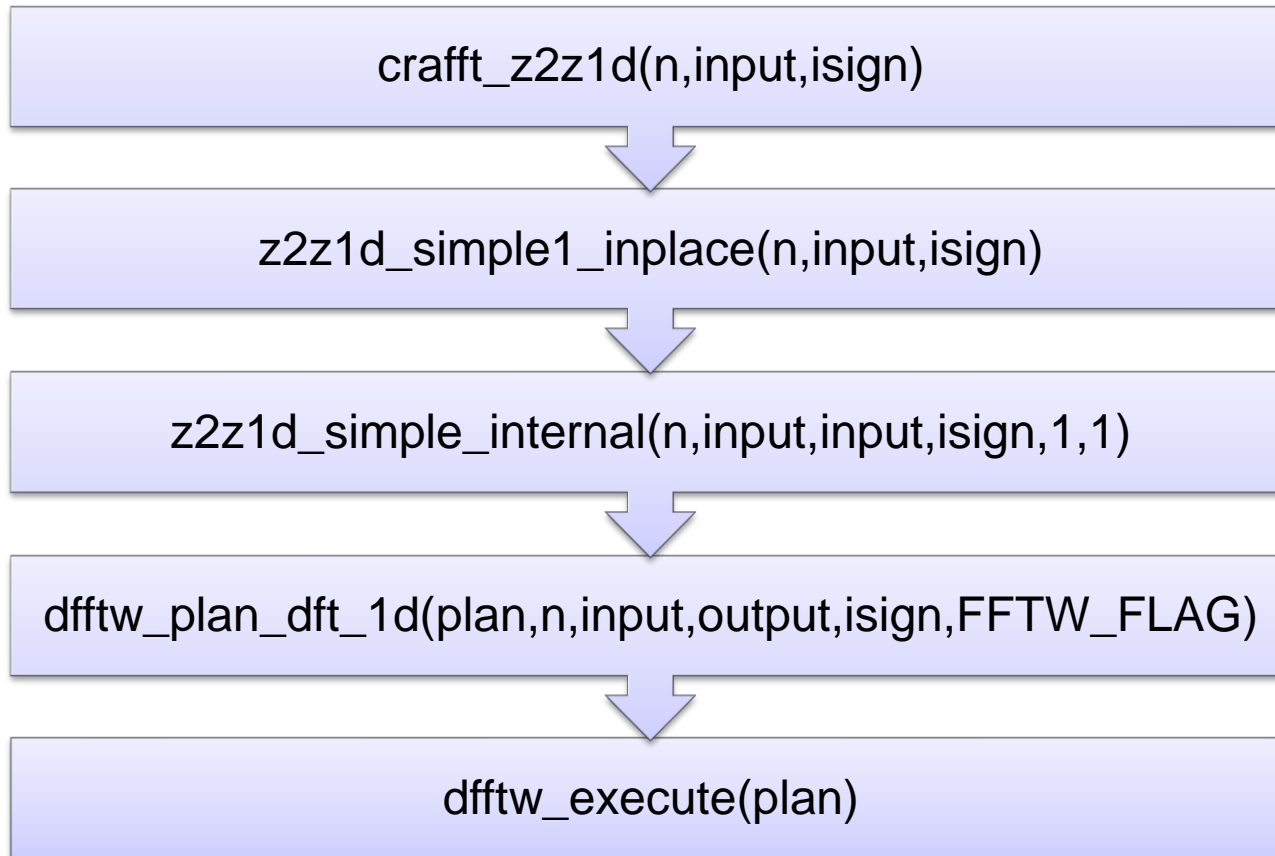 crafft_z2z1d(n,input,isign)
z2z1d_simple1_inplace(n,input,isign)
z2z1d_simple_internal(n,input,input,isign,1,1)
dfftw_plan_dft_1d(plan,n,input,output,isign,FFTW_FLAG)
dfftw_execute(plan)